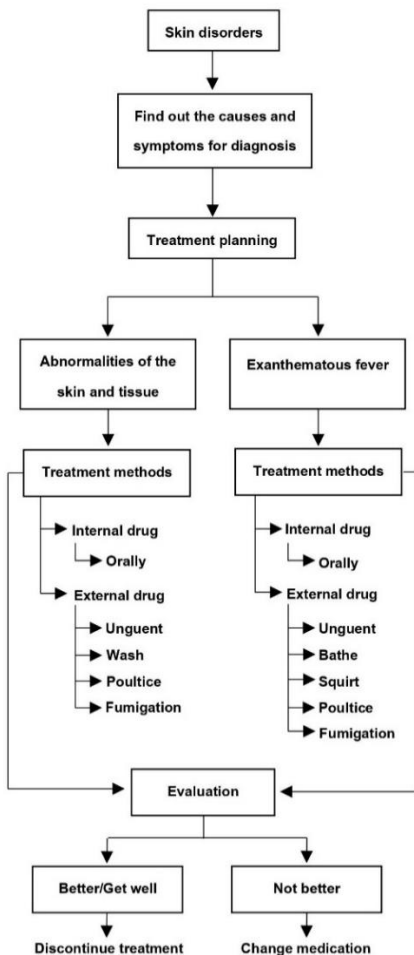 Skin disorders
Find out the causes and
symptoms for diagnosis
Treatment planning
Abnormalities of the
skin and tissue
Treatment methods
Internal drug
Orally
External drug
Unguent
Wash
Poultice
Fumigation
Exanthematous fever
Treatment methods
Internal drug
Orally
External drug
Unguent
Bathe
Squirt
Poultice
Fumigation
Evaluation
Better/Get well
Not better
Discontinue treatment
Change medication